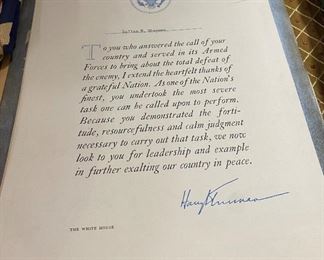 To you who answered the call of your
country and served in its Armed
Forces to bring about the total defeat of
the enemy, I extend the heartfelt thanks of
a grateful Nation. As one of the Nation's
finest, you undertook the most severe
task one can be called upon to perform.
Because you demonstrated the forti-
tude, resourcefulness and calm judgment
necessary to carry out that task, we now
look to you for leadership and example
in further exalting our country in peace.
Harry Truman
THE WHITE HOUSE